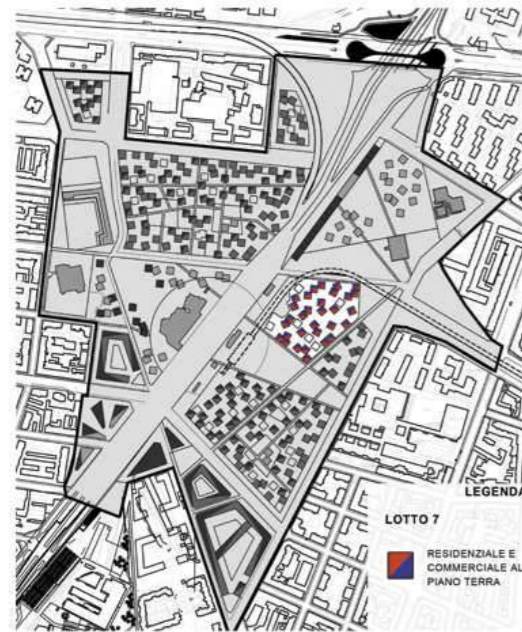 LEGENDA
LOTTO 7
RESIDENZIALE E
COMMERCIALE AL
PIANO TERRA